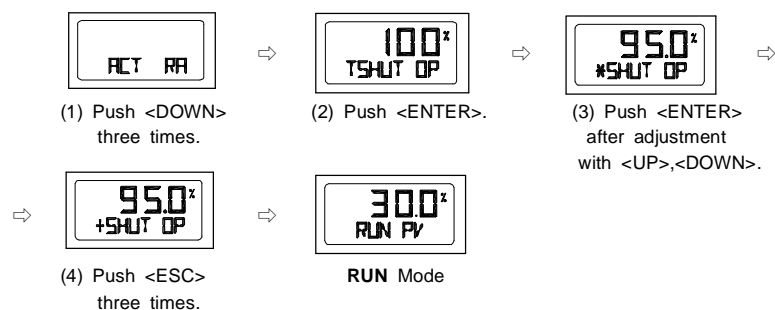 ACT RA
⇨
100%
TSHUT OP
⇨
95.0%
*SHUT OP
⇨
(1) Push <DOWN>
three times.
(2) Push <ENTER>.
(3) Push <ENTER>
after adjustment
with <UP>,<DOWN>.
⇨
95.0%
+SHUT OP
⇨
30.0%
RUN PV
(4) Push <ESC>
three times.
RUN Mode